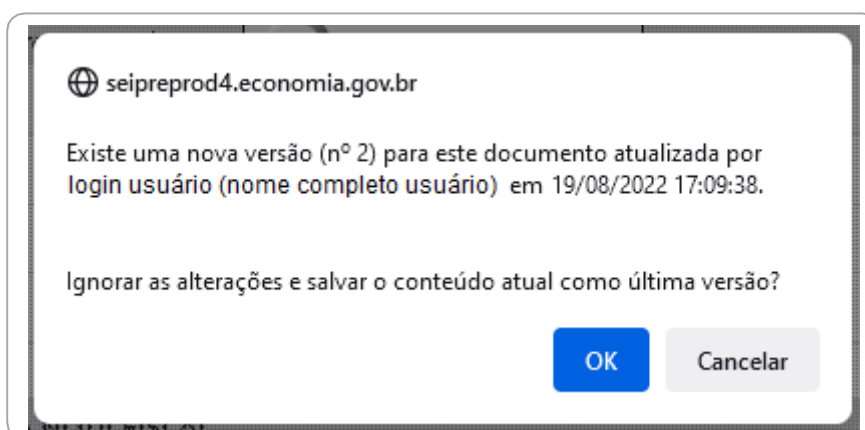 seipreprod4.economia.gov.br
Existe uma nova versão (nº 2) para este documento atualizada por
login usuário (nome completo usuário) em 19/08/2022 17:09:38.
Ignorar as alterações e salvar o conteúdo atual como última versão?
OK
Cancelar